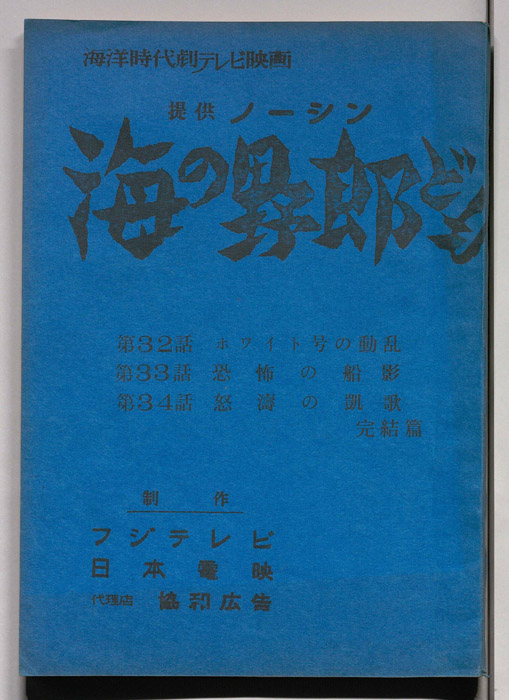 海洋時代劇テレビ映画
提供 ノーシン
海の野郎ども
第32話 ホワイト号の動乱
第33話 恐怖の船影
第34話 怒濤の凱歌
完結篇
制作
フジテレビ
日本電映
代理店 協和広告